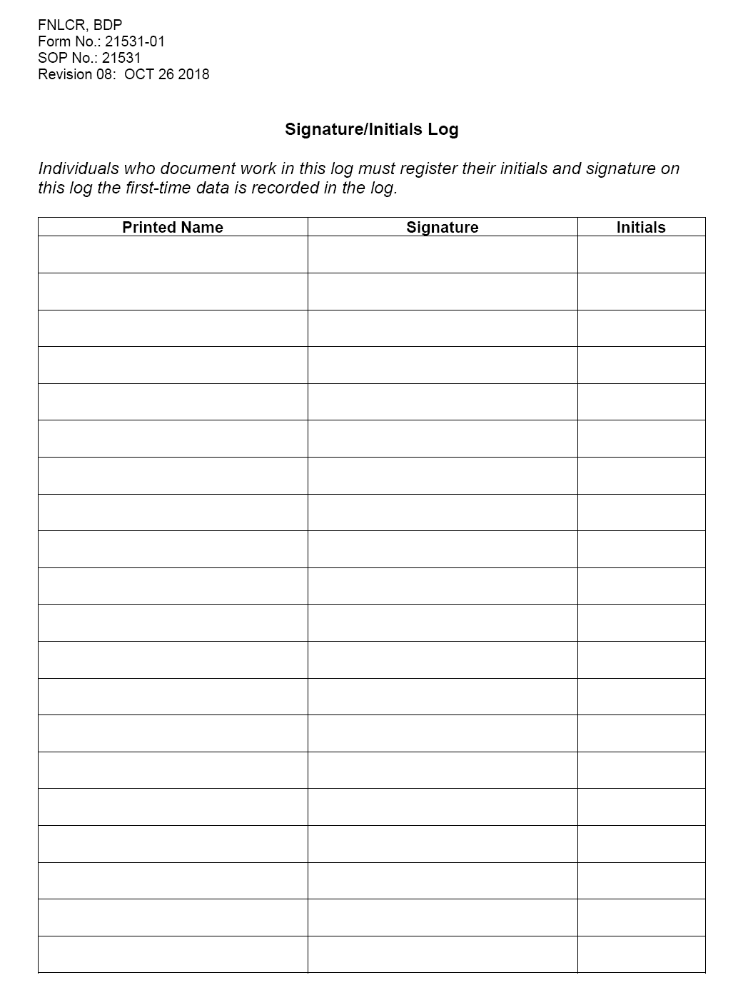 FNLCR, BDP
Form No.: 21531-01
SOP No.: 21531
Revision 08:  OCT 26 2018
Signature/Initials Log
Individuals who document work in this log must register their initials and signature on
this log the first-time data is recorded in the log.
Printed Name Signature Initials